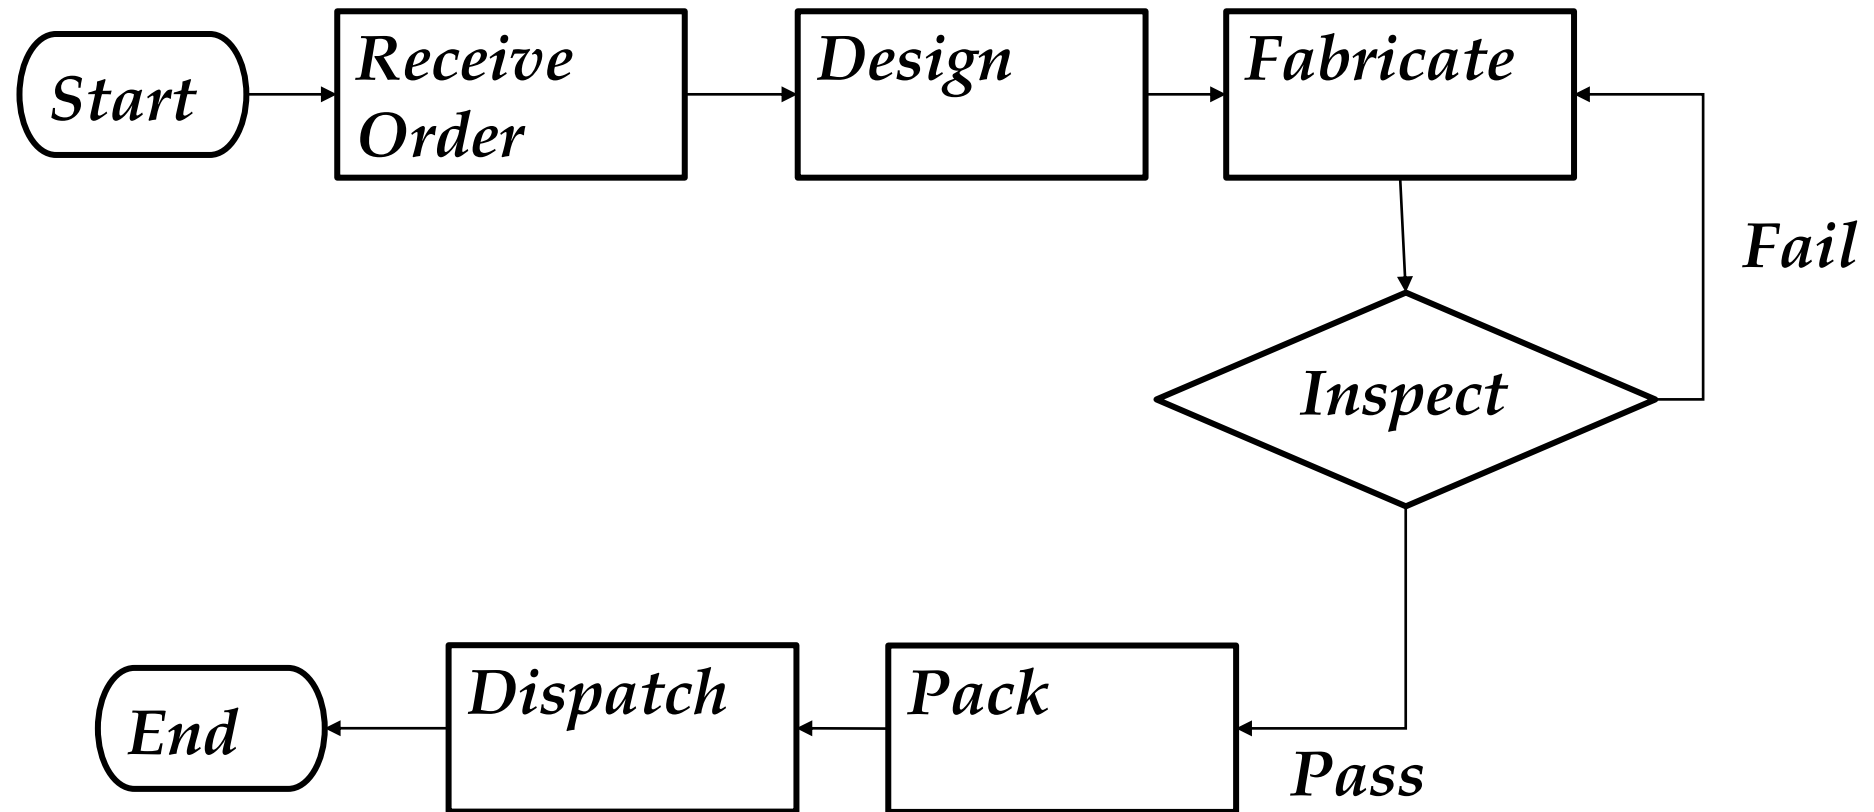 Start
Receive
Order
Design
Fabricate
Fail
Inspect
Pass
Pack
Dispatch
End